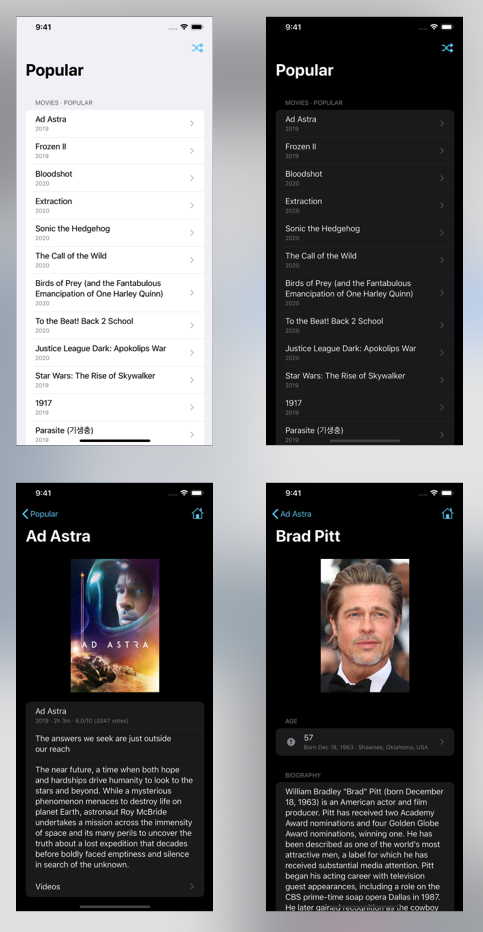 9:41
Popular
MOVIES · POPULAR
Ad Astra
2019
Frozen II
2019
Bloodshot
2020
Extraction
2020
Sonic the Hedgehog
2020
The Call of the Wild
2020
Birds of Prey (and the Fantabulous
Emancipation of One Harley Quinn)
2020
To the Beat! Back 2 School
2020
Justice League Dark: Apokolips War
2020
Star Wars: The Rise of Skywalker
2019
1917
2019
Parasite (기생충)
2019
9:41
Popular
MOVIES · POPULAR
Ad Astra
2019
Frozen II
2019
Bloodshot
2020
Extraction
2020
Sonic the Hedgehog
2020
The Call of the Wild
2020
Birds of Prey (and the Fantabulous
Emancipation of One Harley Quinn)
2020
To the Beat! Back 2 School
2020
Justice League Dark: Apokolips War
2020
Star Wars: The Rise of Skywalker
2019
1917
2019
Parasite (기생충)
2019
9:41
Popular
Ad Astra
AD ASTRA
Ad Astra
2019 · 2h 3m · 6.0/10 (3347 votes)
The answers we seek are just outside
our reach
The near future, a time when both hope
and hardships drive humanity to look to the
stars and beyond. While a mysterious
phenomenon menaces to destroy life on
planet Earth, astronaut Roy McBride
undertakes a mission across the immensity
of space and its many perils to uncover the
truth about a lost expedition that decades
before boldly faced emptiness and silence
in search of the unknown.
Videos
9:41
Ad Astra
Brad Pitt
AGE
57
Born Dec 18, 1963 · Shawnee, Oklahoma, USA
BIOGRAPHY
William Bradley "Brad" Pitt (born December
18, 1963) is an American actor and film
producer. Pitt has received two Academy
Award nominations and four Golden Globe
Award nominations, winning one. He has
been described as one of the world's most
attractive men, a label for which he has
received substantial media attention. Pitt
began his acting career with television
guest appearances, including a role on the
CBS prime-time soap opera Dallas in 1987.
He later gained recognition as the cowboy